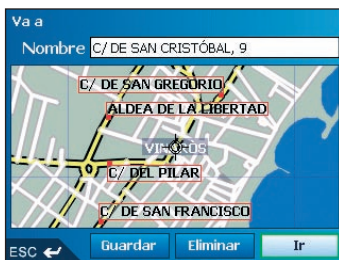 Va a
Nombre C/ DE SAN CRISTÓBAL, 9
C/ DE SAN GREGORIO
ALDEA DE LA LIBERTAD
VINARÒS
C/ DEL PILAR
C/ DE SAN FRANCISCO
ESC Guardar Eliminar Ir